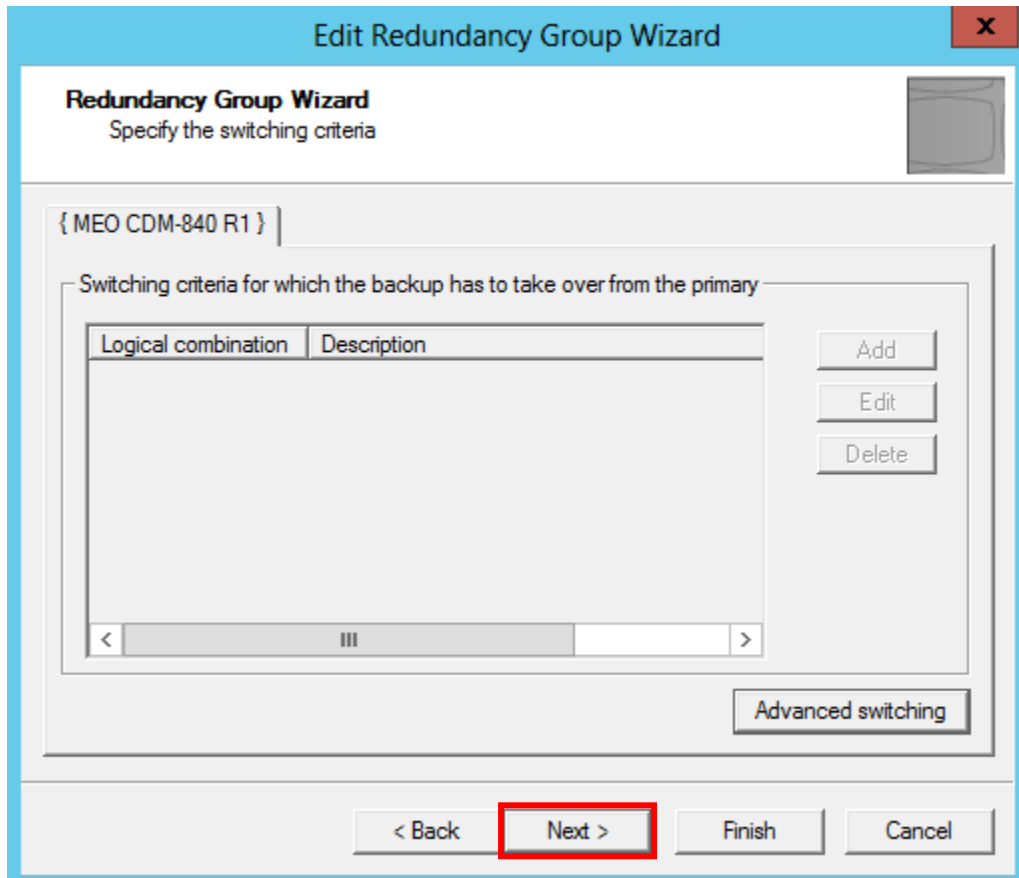 Edit Redundancy Group Wizard
x
Redundancy Group Wizard
Specify the switching criteria
{ MEO CDM-840 R1 }
Switching criteria for which the backup has to take over from the primary
Logical combination Description
Add
Edit
Delete
Advanced switching
< Back Next > Finish Cancel